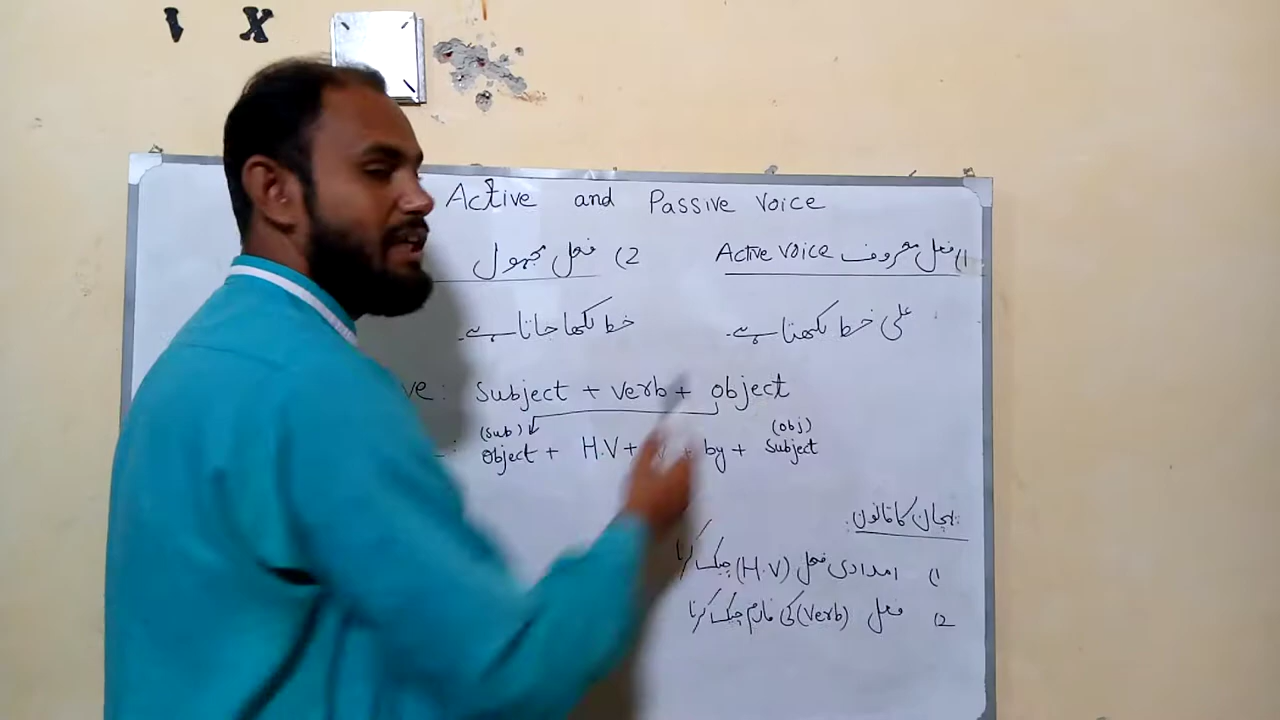 1 X
Active and Passive Voice
1) فعل معروف Active voice
2) فعل مجہول
علی خط لکھتا ہے۔
خط لکھا جاتا ہے۔
ve: Subject + verb + object
(sub) (obj)
: object + H.V + V + by + Subject
پہچان کا قانون:
1) امدادی فعل (H.V) چیک کرنا
2) فعل (Verb) کی فارم چیک کرنا